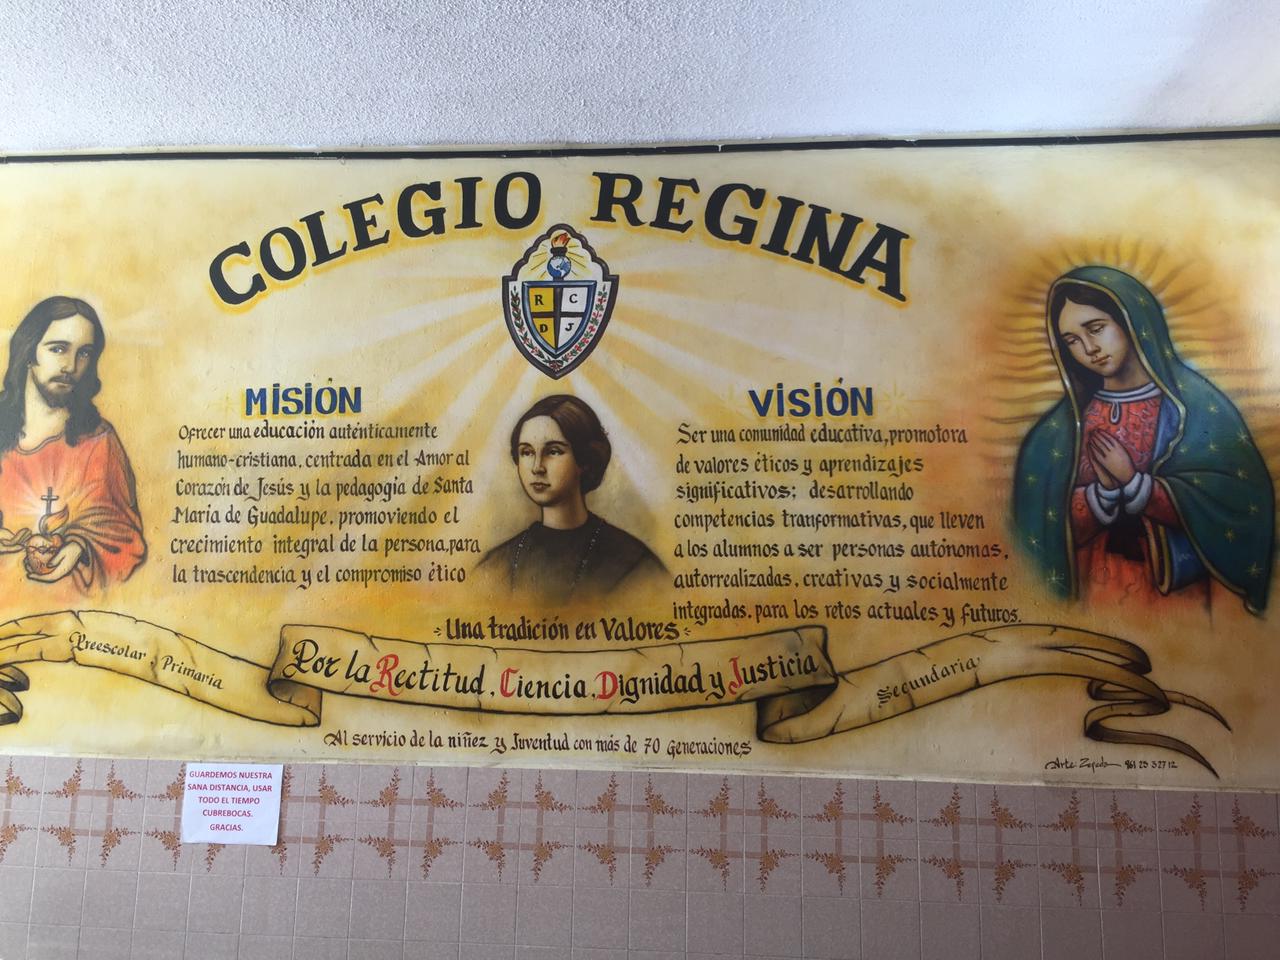 COLEGIO REGINA
R C
D J
MISIÓN
Ofrecer una educación auténticamente
humano-cristiana, centrada en el Amor al
Corazón de Jesús y la pedagogía de Santa
María de Guadalupe, promoviendo el
crecimiento integral de la persona, para
la trascendencia y el compromiso ético
VISIÓN
Ser una comunidad educativa, promotora
de valores éticos y aprendizajes
significativos; desarrollando
competencias tranformativas, que lleven
a los alumnos a ser personas autónomas,
autorrealizadas, creativas y socialmente
integradas, para los retos actuales y futuros.
Una tradición en Valores
Preescolar, Primaria
Por la Rectitud, Ciencia, Dignidad y Justicia
Secundaria
Al servicio de la niñez y Juventud con más de 70 Generaciones
Arte Zepeda 961 25 32712
GUARDEMOS NUESTRA
SANA DISTANCIA, USAR
TODO EL TIEMPO
CUBREBOCAS.
GRACIAS.